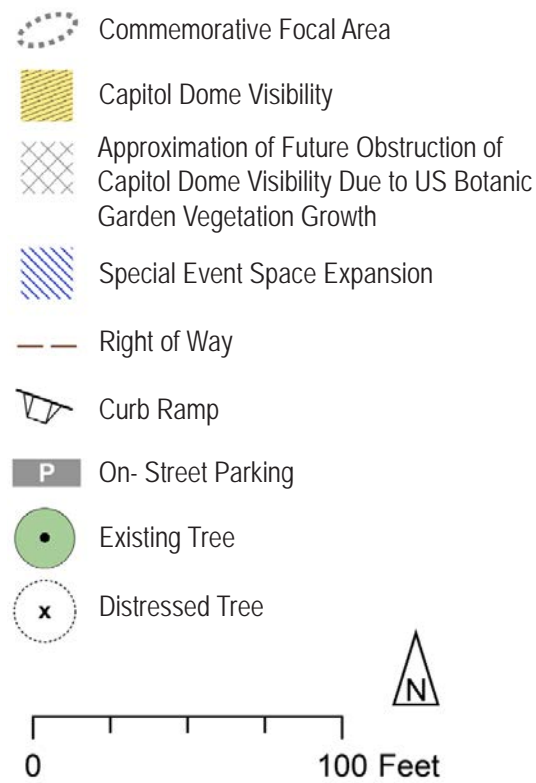 Commemorative Focal Area
Capitol Dome Visibility
Approximation of Future Obstruction of
Capitol Dome Visibility Due to US Botanic
Garden Vegetation Growth
Special Event Space Expansion
Right of Way
Curb Ramp
P On- Street Parking
Existing Tree
x Distressed Tree
N
0 100 Feet